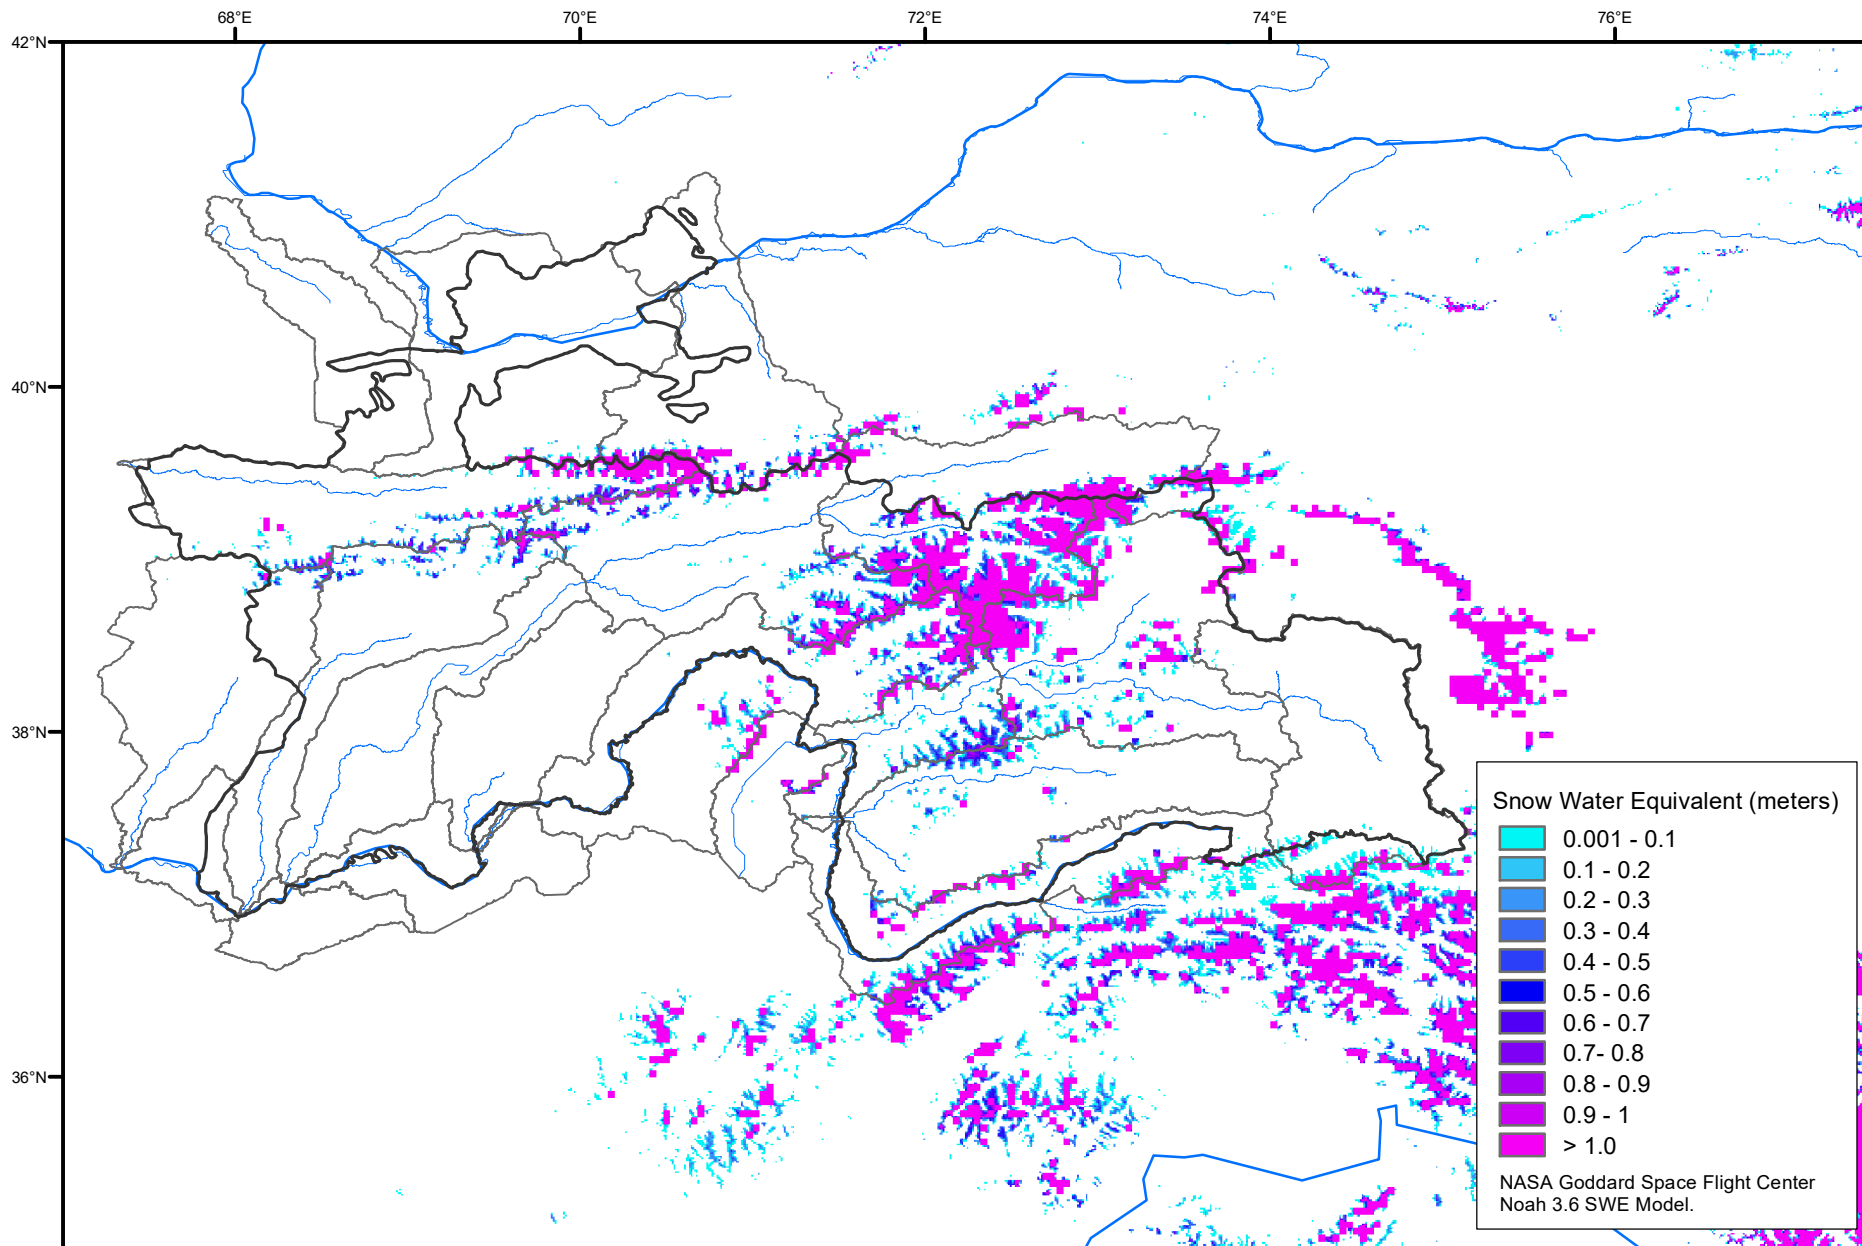 68°E 70°E 72°E 74°E 76°E
42°N
40°N
38°N
36°N
Snow Water Equivalent (meters)
0.001 - 0.1
0.1 - 0.2
0.2 - 0.3
0.3 - 0.4
0.4 - 0.5
0.5 - 0.6
0.6 - 0.7
0.7- 0.8
0.8 - 0.9
0.9 - 1
> 1.0
NASA Goddard Space Flight Center
Noah 3.6 SWE Model.